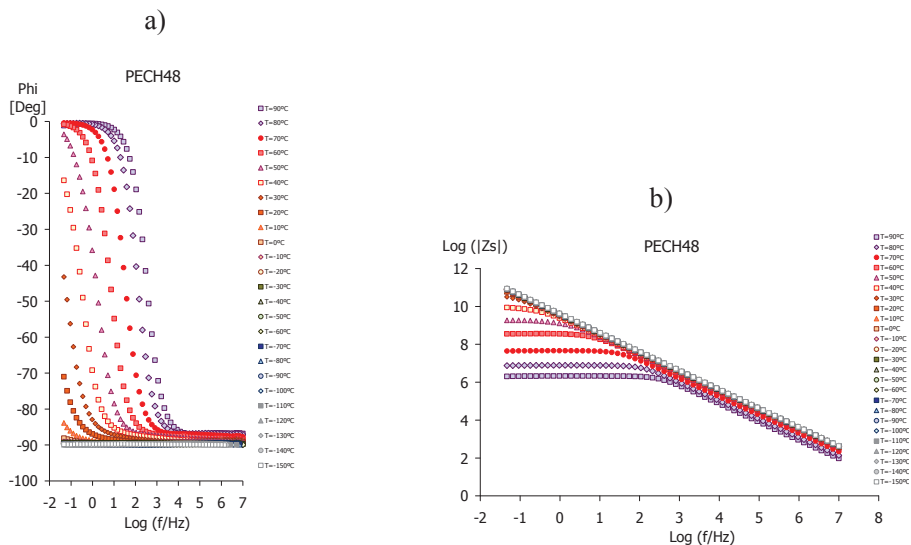 a)
PECH48
Phi
[Deg]
0
-10
-20
-30
-40
-50
-60
-70
-80
-90
-100
-2 -1 0 1 2 3 4 5 6 7
Log (f/Hz)
T=90ºC
T=80ºC
T=70ºC
T=60ºC
T=50ºC
T=40ºC
T=30ºC
T=20ºC
T=10ºC
T=0ºC
T=-10ºC
T=-20ºC
T=-30ºC
T=-40ºC
T=-50ºC
T=-60ºC
T=-70ºC
T=-80ºC
T=-90ºC
T=-100ºC
T=-110ºC
T=-120ºC
T=-130ºC
T=-140ºC
T=-150ºC
b)
Log (|Zs|)
PECH48
12
10
8
6
4
2
0
-2 -1 0 1 2 3 4 5 6 7 8
Log (f/Hz)
T=90ºC
T=80ºC
T=70ºC
T=60ºC
T=50ºC
T=40ºC
T=30ºC
T=20ºC
T=10ºC
T=0ºC
T=-10ºC
T=-20ºC
T=-30ºC
T=-40ºC
T=-50ºC
T=-60ºC
T=-70ºC
T=-80ºC
T=-90ºC
T=-100ºC
T=-110ºC
T=-120ºC
T=-130ºC
T=-140ºC
T=-150ºC